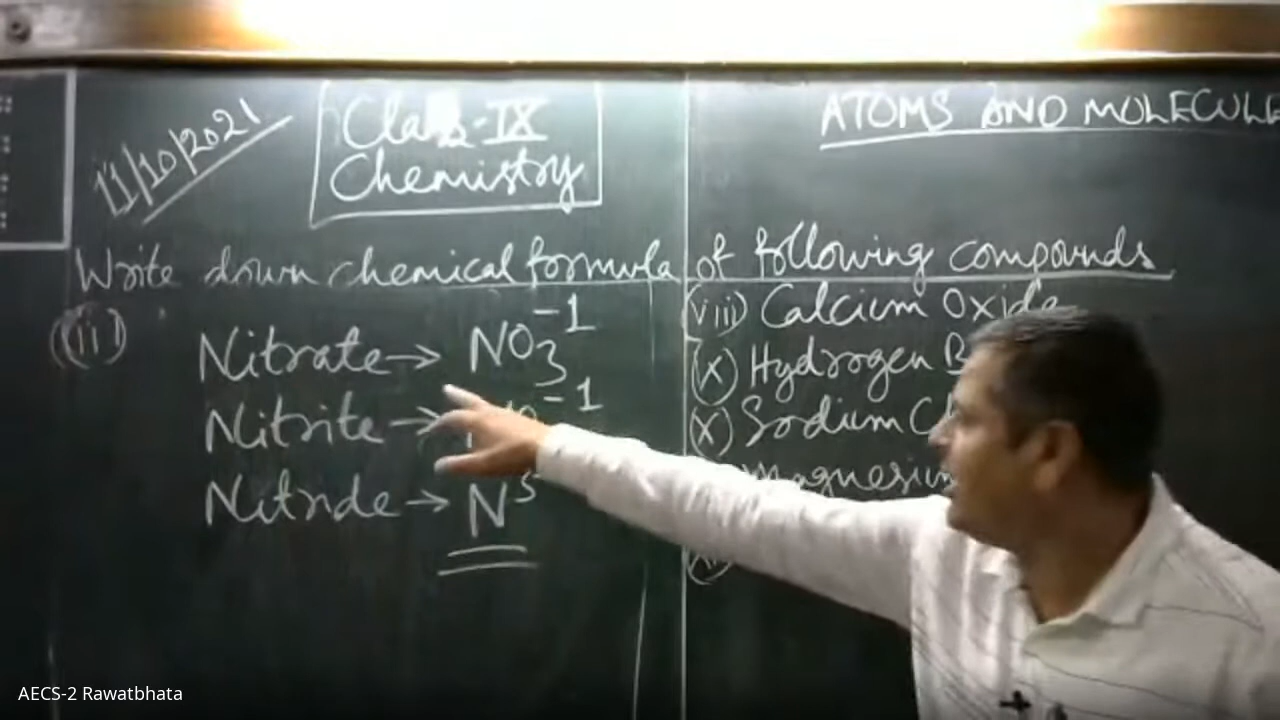 11/10/2021
Class-IX
Chemistry
ATOMS AND MOLECULE
Write down chemical formula of following compounds
(ii)
Nitrate → NO₃⁻¹
Nitrite → ⁻¹
Nitride → N
(viii) Calcium Oxide
(X) Hydrogen
(X) Sodium
AECS-2 Rawatbhata